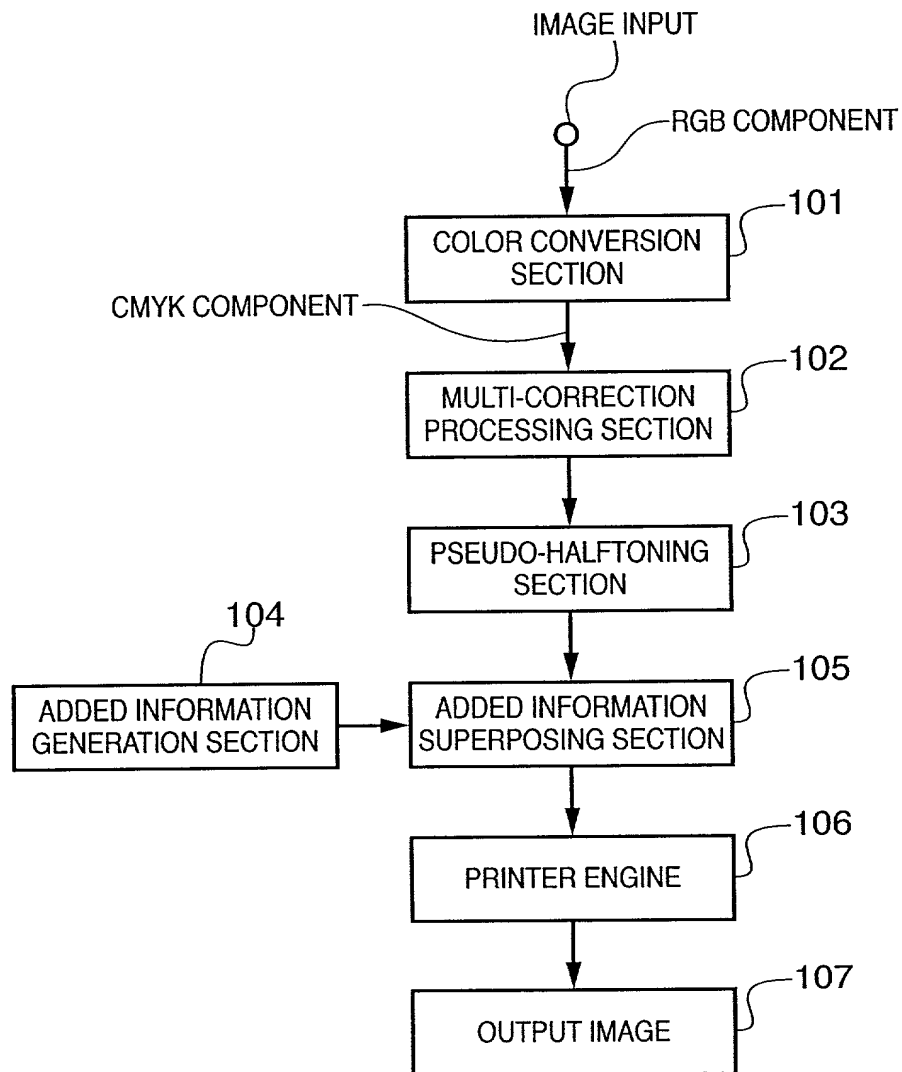 IMAGE INPUT
RGB COMPONENT
101
COLOR CONVERSION
SECTION
CMYK COMPONENT
102
MULTI-CORRECTION
PROCESSING SECTION
103
PSEUDO-HALFTONING
SECTION
104
ADDED INFORMATION
GENERATION SECTION
105
ADDED INFORMATION
SUPERPOSING SECTION
106
PRINTER ENGINE
107
OUTPUT IMAGE